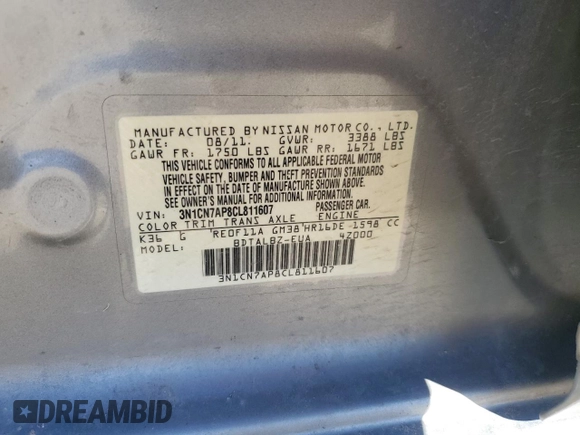 MANUFACTURED BY NISSAN MOTOR CO., LTD.
DATE: 08/11. GVWR: 3388 LBS
GAWR FR: 1750 LBS GAWR RR: 1671 LBS
THIS VEHICLE CONFORMS TO ALL APPLICABLE FEDERAL MOTOR
VEHICLE SAFETY, BUMPER AND THEFT PREVENTION STANDARDS
IN EFFECT ON THE DATE OF MANUFACTURE SHOWN ABOVE.
SEE OWNER'S MANUAL FOR MAXIMUM LOADS.
VIN: 3N1CN7AP8CL811607 PASSENGER CAR.
COLOR TRIM TRANS AXLE ENGINE
K36 G RE0F11A GM38 HR16DE 1598 CC
MODEL: BDTALBZ-EUA 4Z000
3N1CN7AP8CL811607
DREAMBID